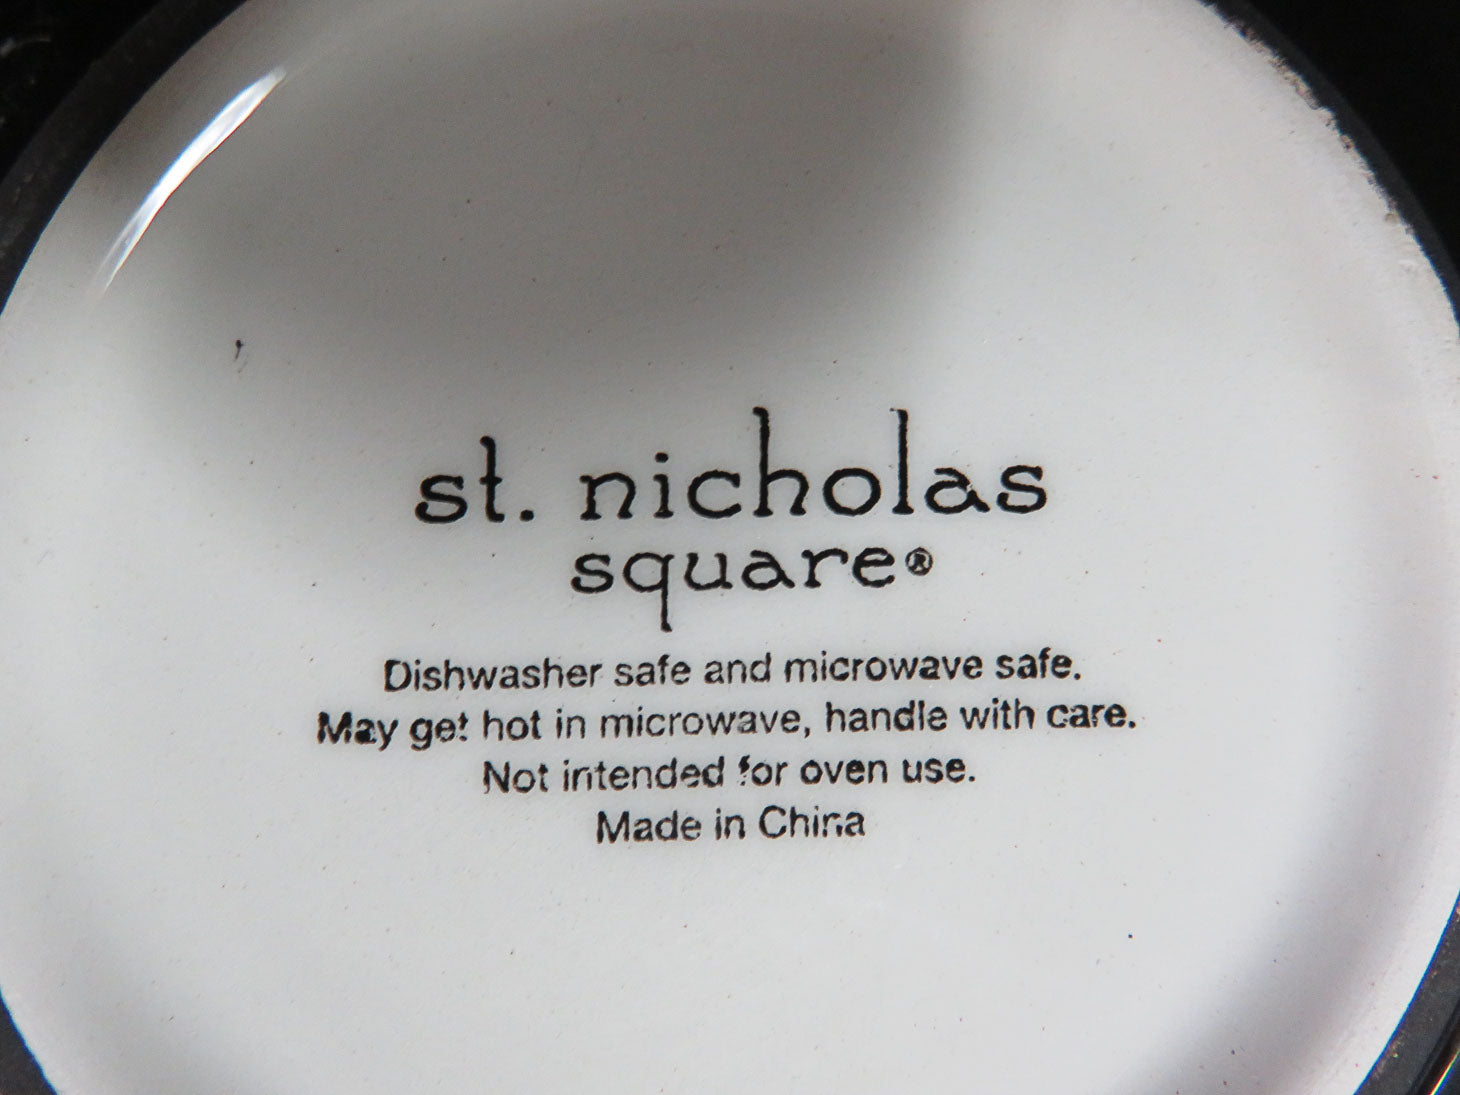 st. nicholas
square®
Dishwasher safe and microwave safe.
May get hot in microwave, handle with care.
Not intended for oven use.
Made in China